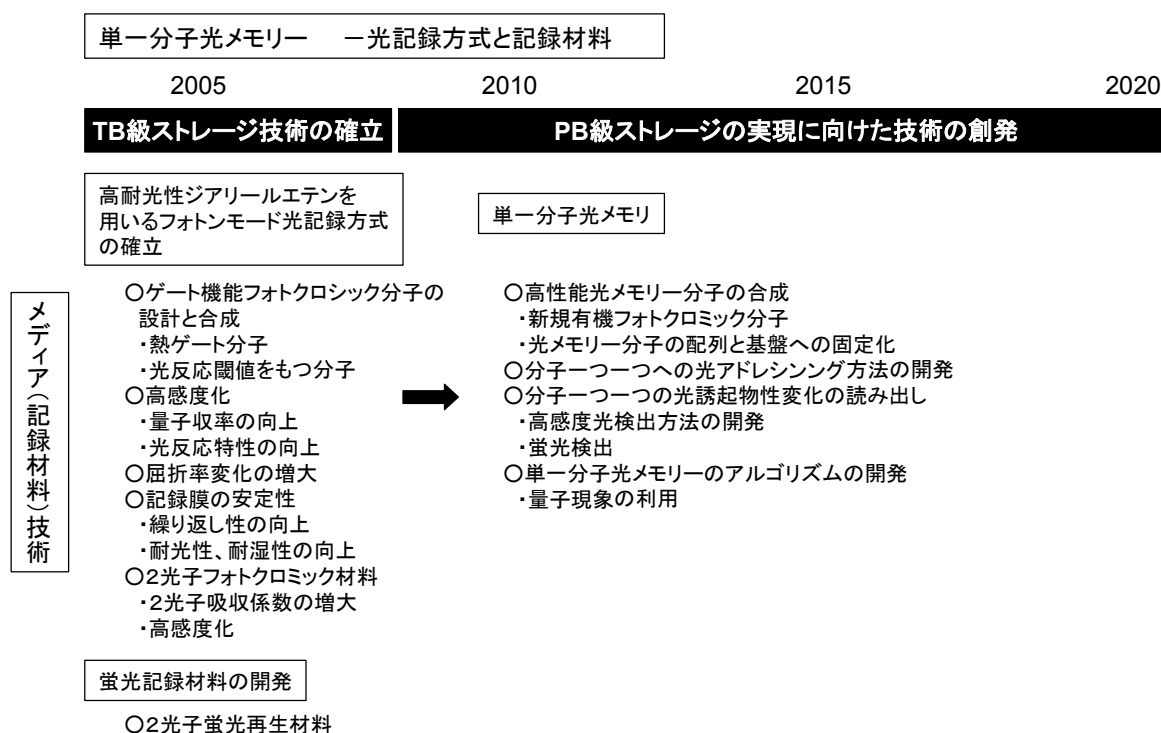 単一分子光メモリー －光記録方式と記録材料
2005 2010 2015 2020
TB級ストレージ技術の確立
PB級ストレージの実現に向けた技術の創発
メディア（記録材料）技術
高耐光性ジアリールエテンを
用いるフォトンモード光記録方式
の確立
○ゲート機能フォトクロシック分子の
設計と合成
・熱ゲート分子
・光反応閾値をもつ分子
○高感度化
・量子収率の向上
・光反応特性の向上
○屈折率変化の増大
○記録膜の安定性
・繰り返し性の向上
・耐光性、耐湿性の向上
○２光子フォトクロミック材料
・２光子吸収係数の増大
・高感度化
蛍光記録材料の開発
○２光子蛍光再生材料
単一分子光メモリ
○高性能光メモリー分子の合成
・新規有機フォトクロミック分子
・光メモリー分子の配列と基盤への固定化
○分子一つ一つへの光アドレシンング方法の開発
○分子一つ一つの光誘起物性変化の読み出し
・高感度光検出方法の開発
・蛍光検出
○単一分子光メモリーのアルゴリズムの開発
・量子現象の利用